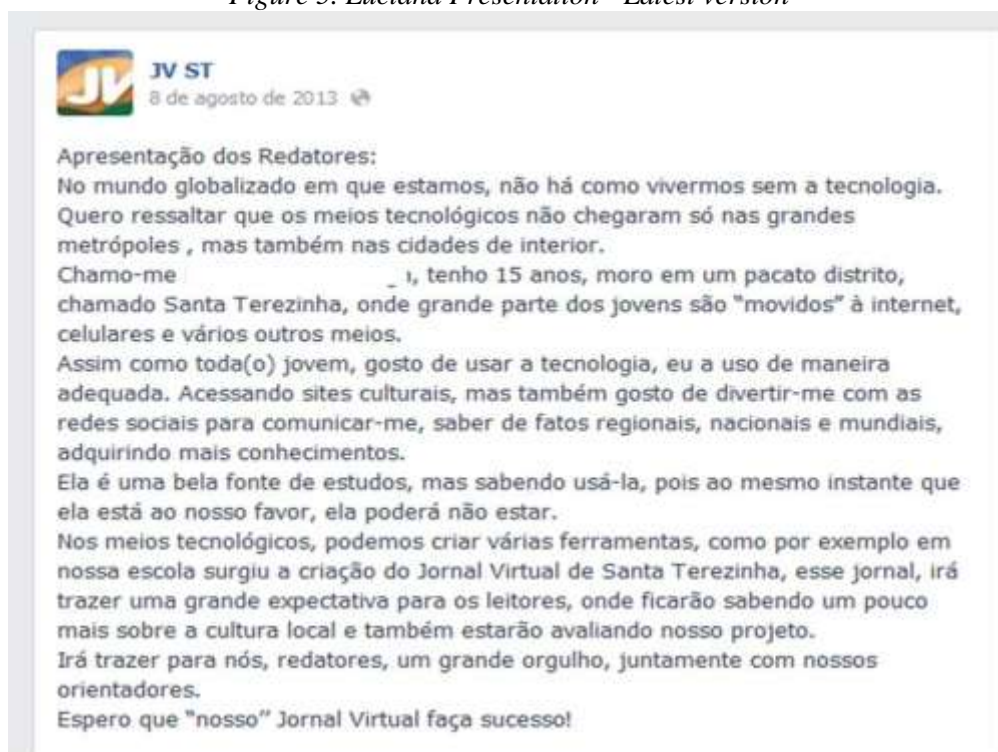 Figure 3. Luciana Presentation - Latest version
JV
JV ST
8 de agosto de 2013
Apresentação dos Redatores:
No mundo globalizado em que estamos, não há como vivermos sem a tecnologia.
Quero ressaltar que os meios tecnológicos não chegaram só nas grandes
metrópoles , mas também nas cidades de interior.
Chamo-me , tenho 15 anos, moro em um pacato distrito,
chamado Santa Terezinha, onde grande parte dos jovens são "movidos" à internet,
celulares e vários outros meios.
Assim como toda(o) jovem, gosto de usar a tecnologia, eu a uso de maneira
adequada. Acessando sites culturais, mas também gosto de divertir-me com as
redes sociais para comunicar-me, saber de fatos regionais, nacionais e mundiais,
adquirindo mais conhecimentos.
Ela é uma bela fonte de estudos, mas sabendo usá-la, pois ao mesmo instante que
ela está ao nosso favor, ela poderá não estar.
Nos meios tecnológicos, podemos criar várias ferramentas, como por exemplo em
nossa escola surgiu a criação do Jornal Virtual de Santa Terezinha, esse jornal, irá
trazer uma grande expectativa para os leitores, onde ficarão sabendo um pouco
mais sobre a cultura local e também estarão avaliando nosso projeto.
Irá trazer para nós, redatores, um grande orgulho, juntamente com nossos
orientadores.
Espero que "nosso" Jornal Virtual faça sucesso!